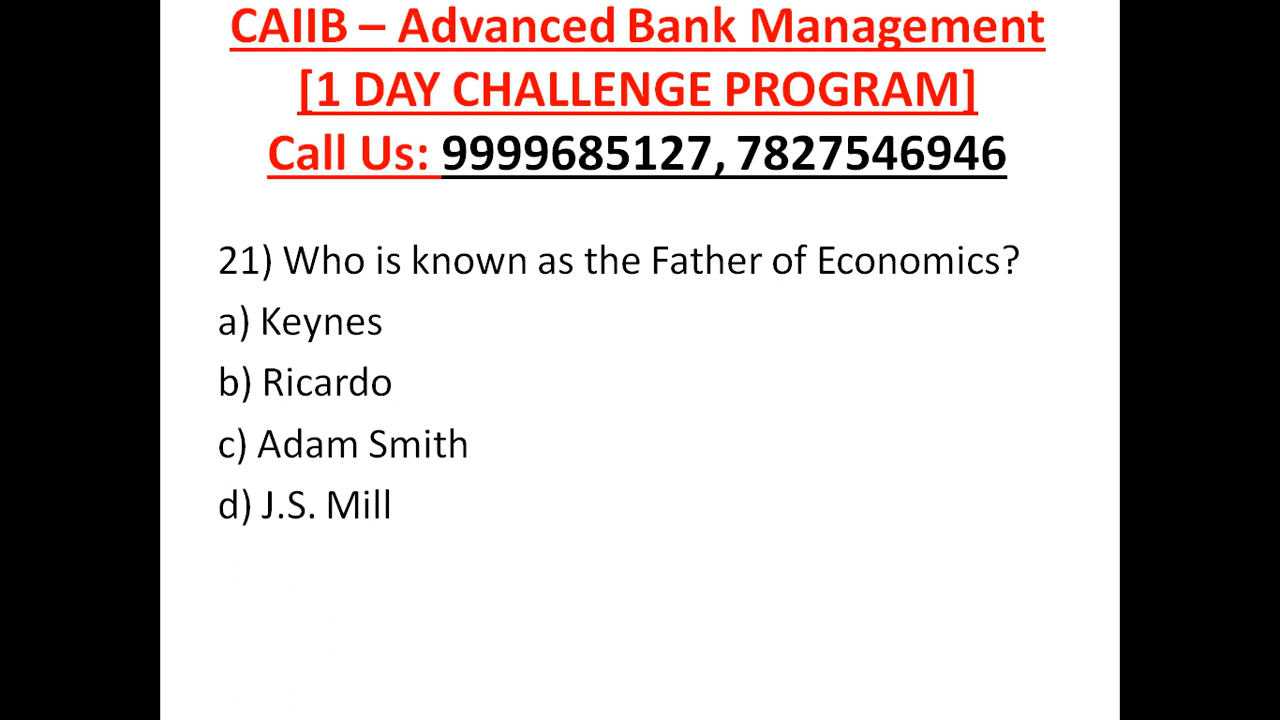 CAIIB – Advanced Bank Management
[1 DAY CHALLENGE PROGRAM]
Call Us: 9999685127, 7827546946
21) Who is known as the Father of Economics?
a) Keynes
b) Ricardo
c) Adam Smith
d) J.S. Mill